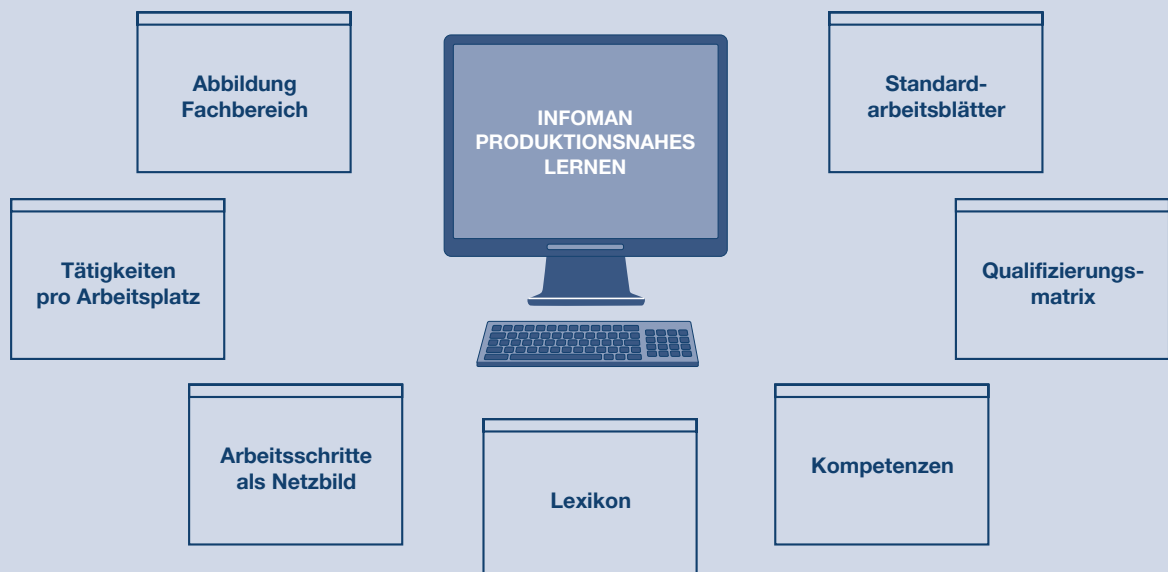 Abbildung
Fachbereich
INFOMAN
PRODUKTIONSNAHES
LERNEN
Standard-
arbeitsblätter
Tätigkeiten
pro Arbeitsplatz
Qualifizierungs-
matrix
Arbeitsschritte
als Netzbild
Lexikon
Kompetenzen